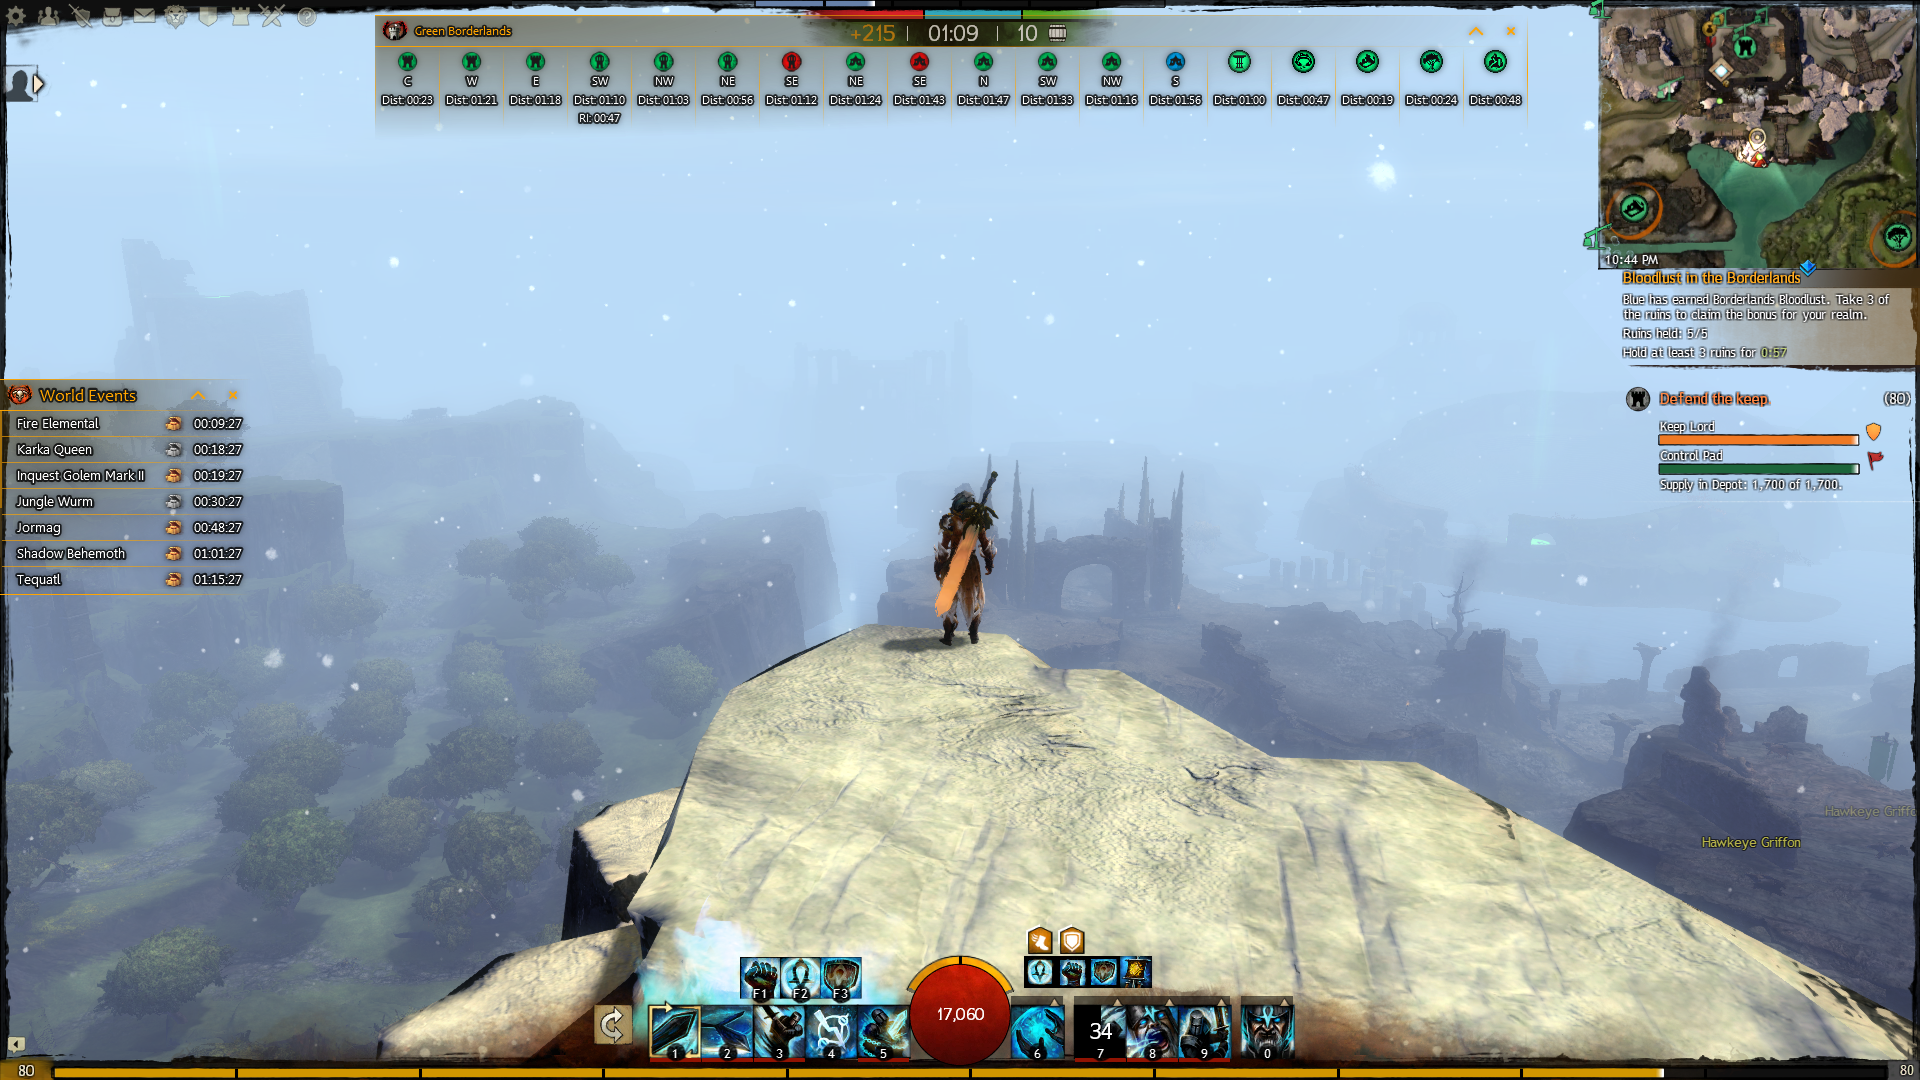 Green Borderlands
+215 | 01:09 | 10
C W E SW NW NE SE NE SE N SW NW S
Dist: 00:23 Dist: 01:21 Dist: 01:18 Dist: 01:10 Dist: 01:03 Dist: 00:56 Dist: 01:12 Dist: 01:24 Dist: 01:43 Dist: 01:47 Dist: 01:33 Dist: 01:16 Dist: 01:56 Dist: 01:00 Dist: 00:47 Dist: 00:19 Dist: 00:24 Dist: 00:48
RI: 00:47
10:44 PM
Bloodlust in the Borderlands
Blue has earned Borderlands Bloodlust. Take 3 of
the ruins to claim the bonus for your realm.
Ruins held: 5/5
Hold at least 3 ruins for 0:57
Defend the keep. (80)
Keep Lord
Control Pad
Supply in Depot: 1,700 of 1,700.
World Events
Fire Elemental 00:09:27
Karka Queen 00:18:27
Inquest Golem Mark II 00:19:27
Jungle Wurm 00:30:27
Jormag 00:48:27
Shadow Behemoth 01:01:27
Tequatl 01:15:27
Hawkeye Griffo
Hawkeye Griffon
F1 F2 F3
17,060
34
1 2 3 4 5 6 7 8 9 0
80 80